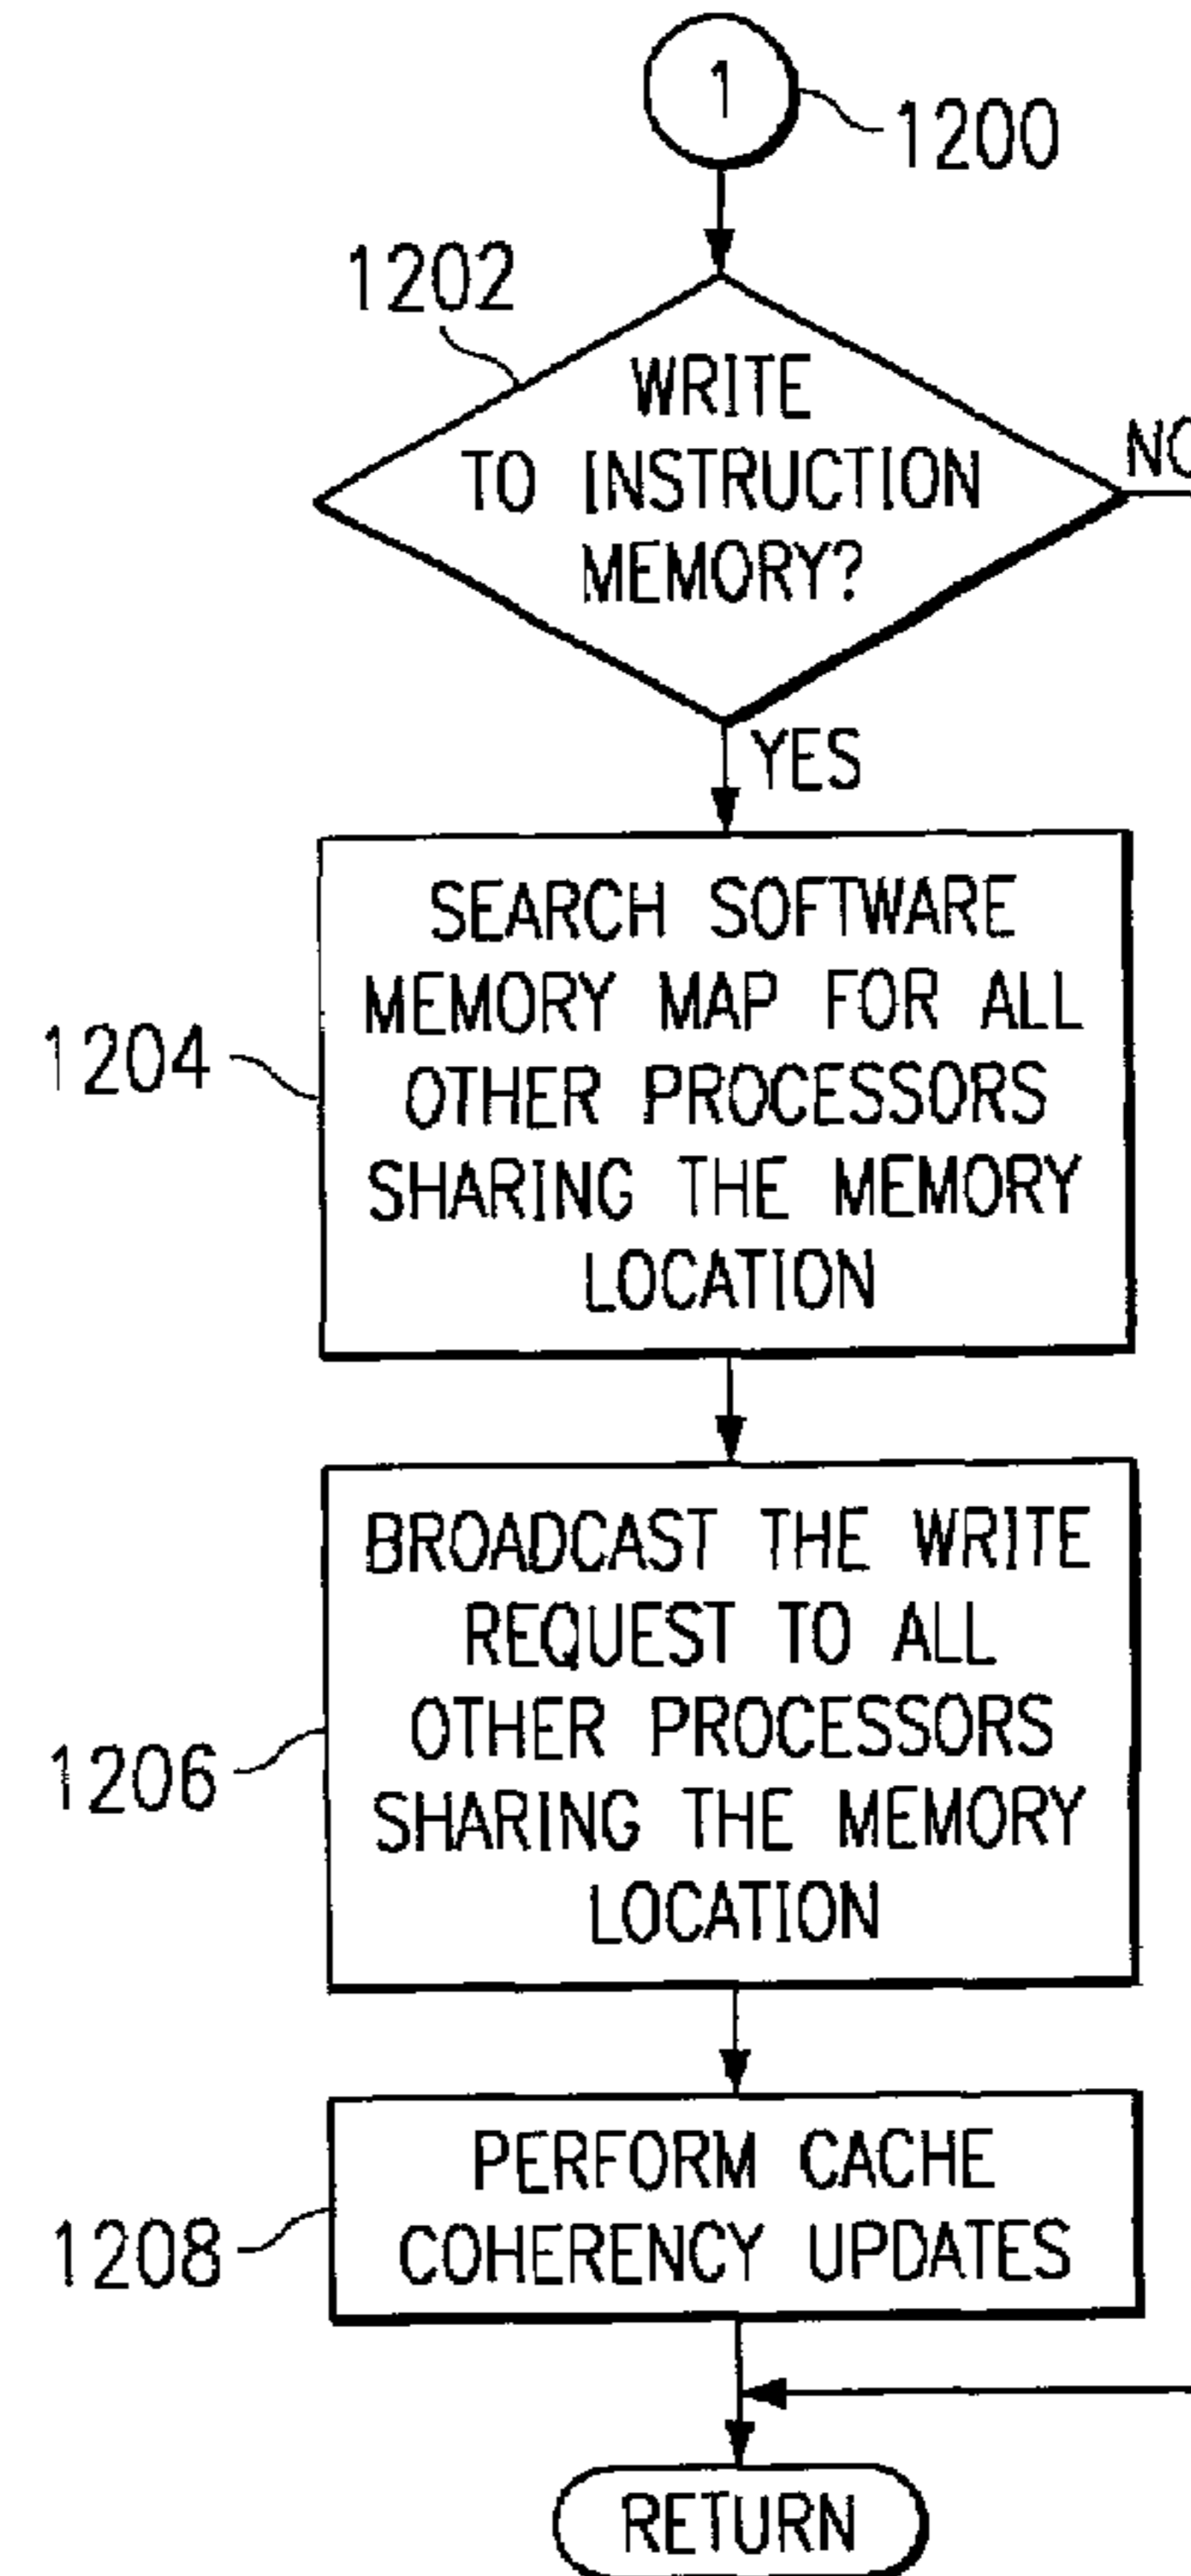 1
1200
1202
WRITE
TO INSTRUCTION
MEMORY?
YES
SEARCH SOFTWARE
MEMORY MAP FOR ALL
OTHER PROCESSORS
SHARING THE MEMORY
LOCATION
1204
BROADCAST THE WRITE
REQUEST TO ALL
OTHER PROCESSORS
SHARING THE MEMORY
LOCATION
1206
PERFORM CACHE
COHERENCY UPDATES
1208
RETURN